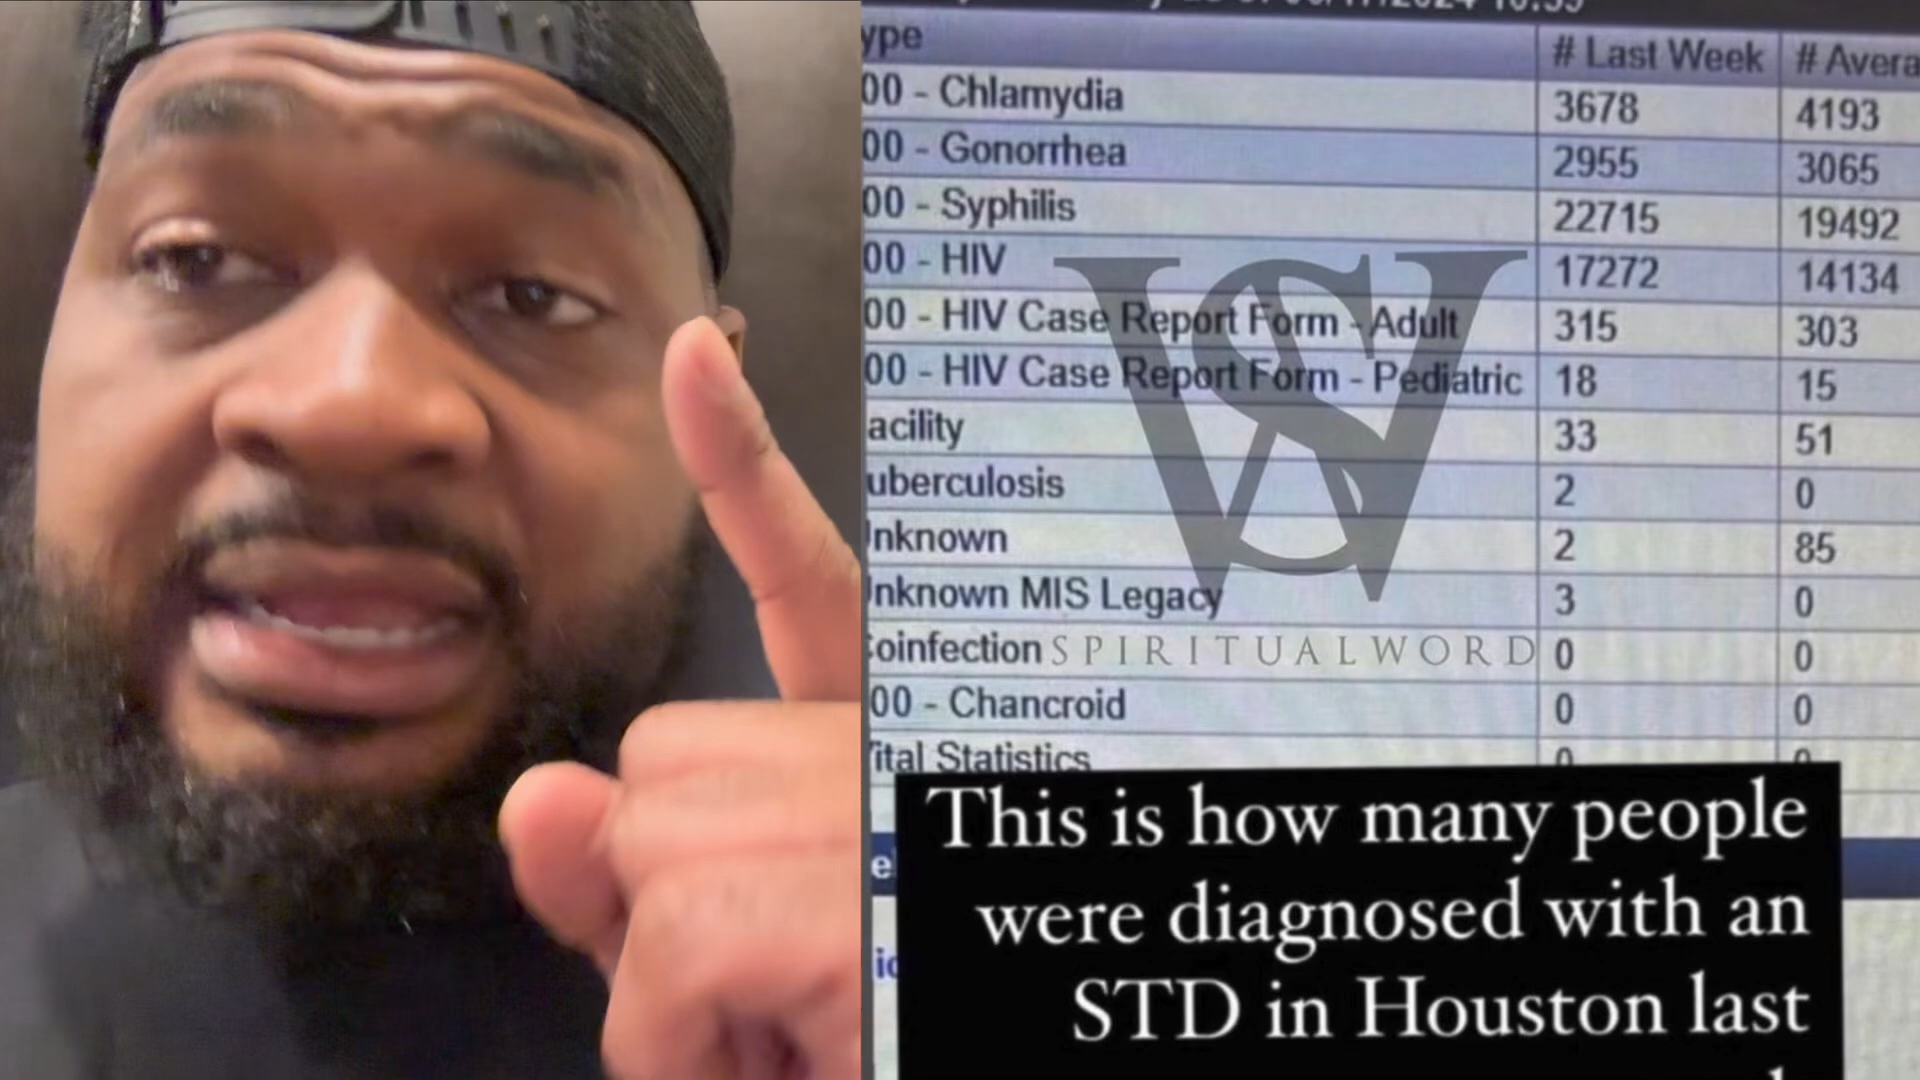 ype # Last Week # Avera
00 - Chlamydia 3678 4193
00 - Gonorrhea 2955 3065
00 - Syphilis 22715 19492
00 - HIV 17272 14134
00 - HIV Case Report Form - Adult 315 303
00 - HIV Case Report Form - Pediatric 18 15
acility 33 51
uberculosis 2 0
nknown 2 85
nknown MIS Legacy 3 0
oinfection 0 0
00 - Chancroid 0 0
ital Statistics 0 0
WS
SPIRITUALWORD
This is how many people
were diagnosed with an
STD in Houston last